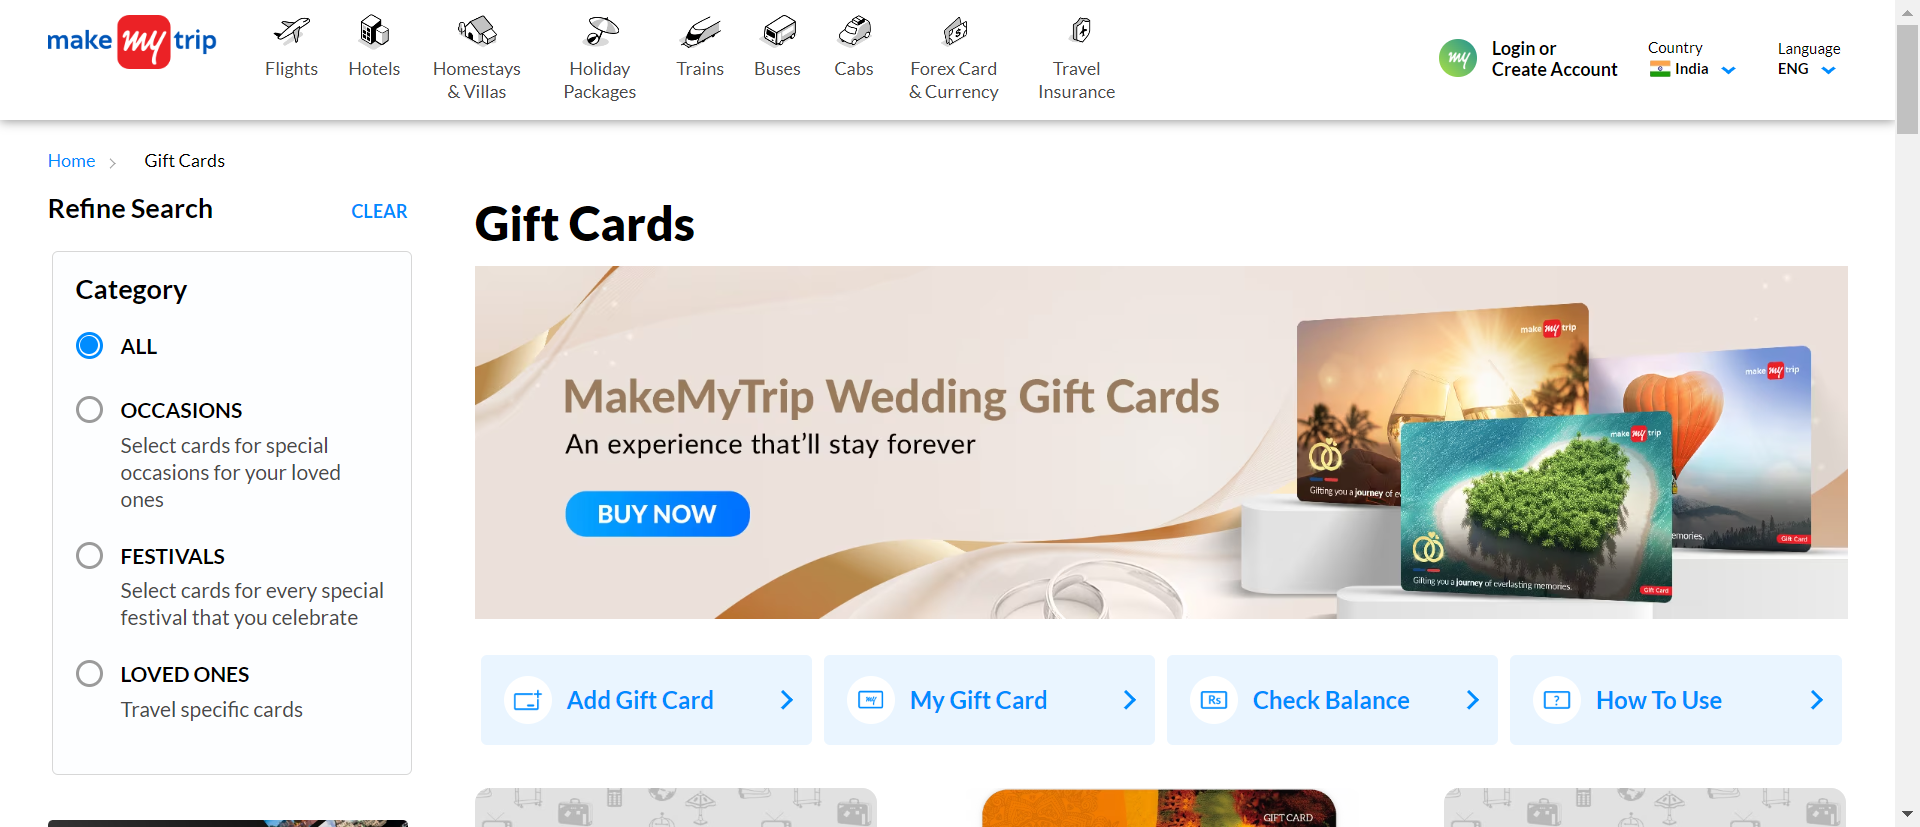 make my trip
Flights
Hotels
Homestays
& Villas
Holiday
Packages
Trains
Buses
Cabs
Forex Card
& Currency
Travel
Insurance
my
Login or
Create Account
Country
India
Language
ENG
Home
Gift Cards
Refine Search
CLEAR
Category
ALL
OCCASIONS
Select cards for special
occasions for your loved
ones
FESTIVALS
Select cards for every special
festival that you celebrate
LOVED ONES
Travel specific cards
Gift Cards
MakeMyTrip Wedding Gift Cards
An experience that'll stay forever
BUY NOW
make my trip
Gifting you a journey of
make my trip
emories.
Gift Card
make my trip
Gifting you a journey of everlasting memories.
Gift Card
Add Gift Card
my
My Gift Card
Rs
Check Balance
?
How To Use
GIFT CARD